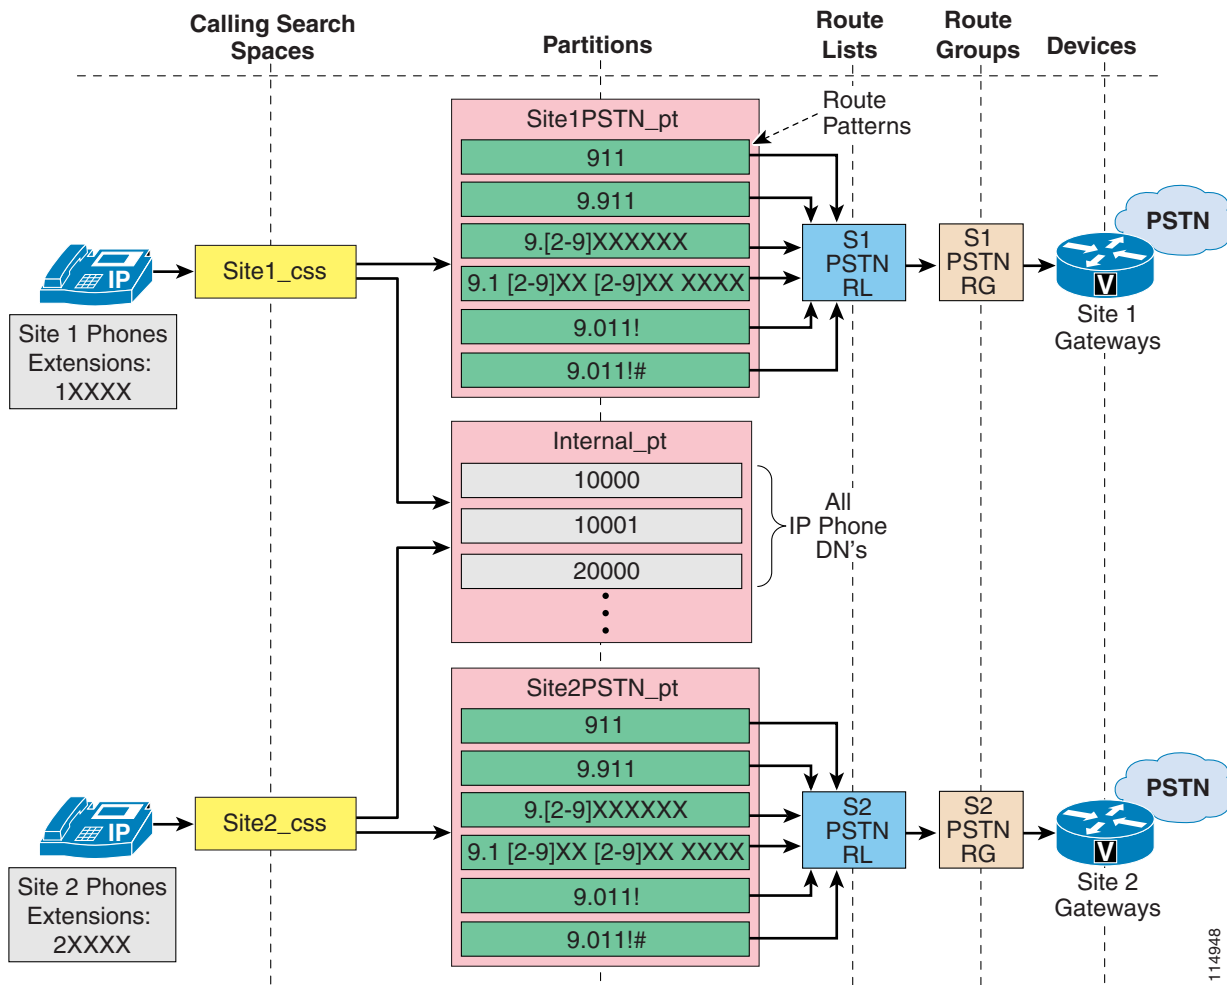 Calling Search
Spaces
Partitions
Route
Lists
Route
Groups
Devices
Site1PSTN_pt
Route
Patterns
911
9.911
9.[2-9]XXXXXX
9.1 [2-9]XX [2-9]XX XXXX
9.011!
9.011!#
IP
Site1_css
Site 1 Phones
Extensions:
1XXXX
S1
PSTN
RL
S1
PSTN
RG
PSTN
V
Site 1
Gateways
Internal_pt
10000
10001
20000
All
IP Phone
DN's
Site2PSTN_pt
911
9.911
9.[2-9]XXXXXX
9.1 [2-9]XX [2-9]XX XXXX
9.011!
9.011!#
IP
Site2_css
Site 2 Phones
Extensions:
2XXXX
S2
PSTN
RL
S2
PSTN
RG
PSTN
V
Site 2
Gateways
114948